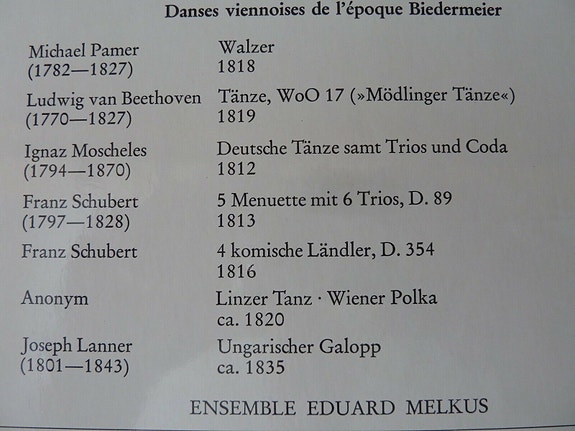 Danses viennoises de l'époque Biedermeier
Michael Pamer Walzer
(1782—1827) 1818
Ludwig van Beethoven Tänze, WoO 17 (»Mödlinger Tänze«)
(1770—1827) 1819
Ignaz Moscheles Deutsche Tänze samt Trios und Coda
(1794—1870) 1812
Franz Schubert 5 Menuette mit 6 Trios, D. 89
(1797—1828) 1813
Franz Schubert 4 komische Ländler, D. 354
1816
Anonym Linzer Tanz · Wiener Polka
ca. 1820
Joseph Lanner Ungarischer Galopp
(1801—1843) ca. 1835
ENSEMBLE EDUARD MELKUS